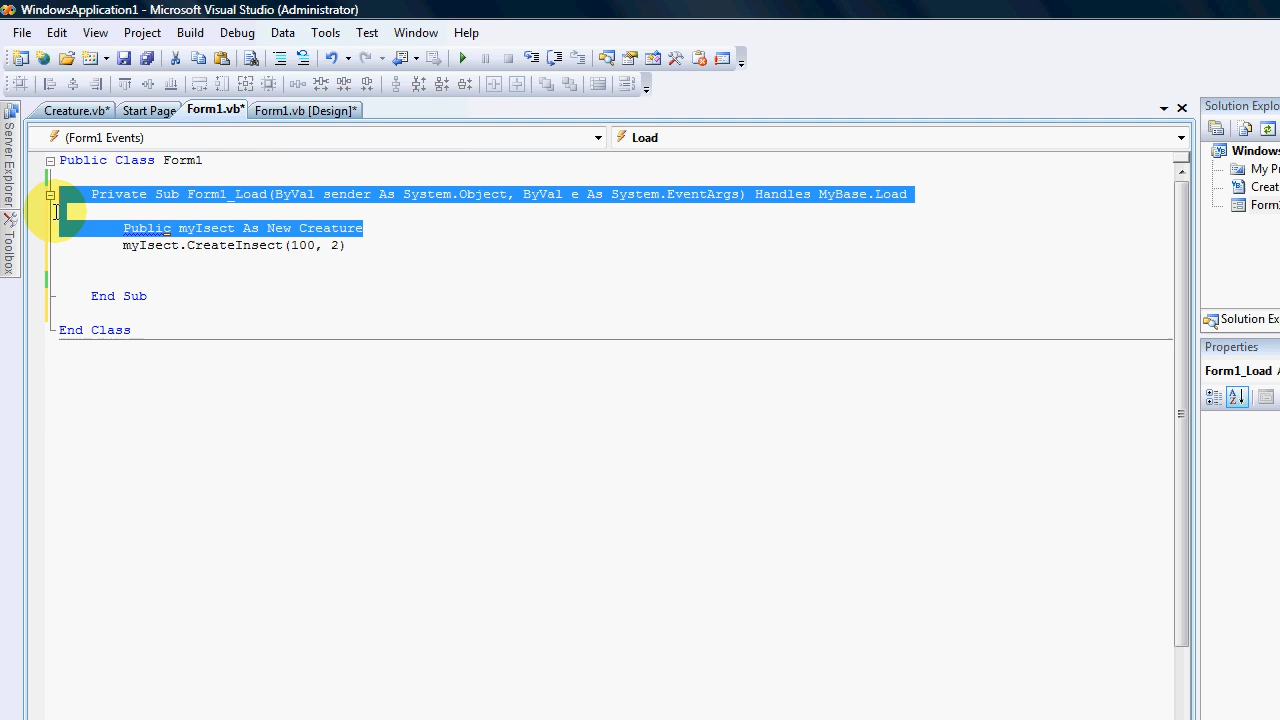 WindowsApplication1 - Microsoft Visual Studio (Administrator)
File Edit View Project Build Debug Data Tools Test Window Help
Creature.vb* Start Page Form1.vb* Form1.vb [Design]*
(Form1 Events) Load
Server Explorer
Toolbox
Public Class Form1
Private Sub Form1_Load(ByVal sender As System.Object, ByVal e As System.EventArgs) Handles MyBase.Load
Public myIsect As New Creature
myIsect.CreateInsect(100, 2)
End Sub
End Class
Solution Explo
Windows
My Pr
Creat
Form
Solution Ex
Properties
Form1_Load A